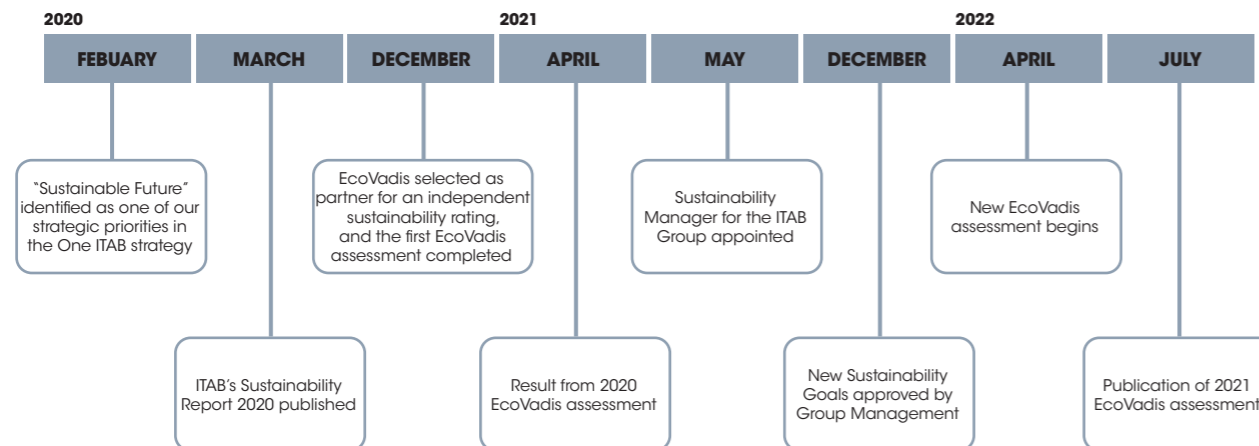 2020
2021
2022
FEBUARY
MARCH
DECEMBER
APRIL
MAY
DECEMBER
APRIL
JULY
“Sustainable Future”
identified as one of our
strategic priorities in
the One ITAB strategy
EcoVadis selected as
partner for an independent
sustainability rating,
and the first EcoVadis
assessment completed
Sustainability
Manager for the ITAB
Group appointed
New EcoVadis
assessment begins
ITAB’s Sustainability
Report 2020 published
Result from 2020
EcoVadis assessment
New Sustainability
Goals approved by
Group Management
Publication of 2021
EcoVadis assessment